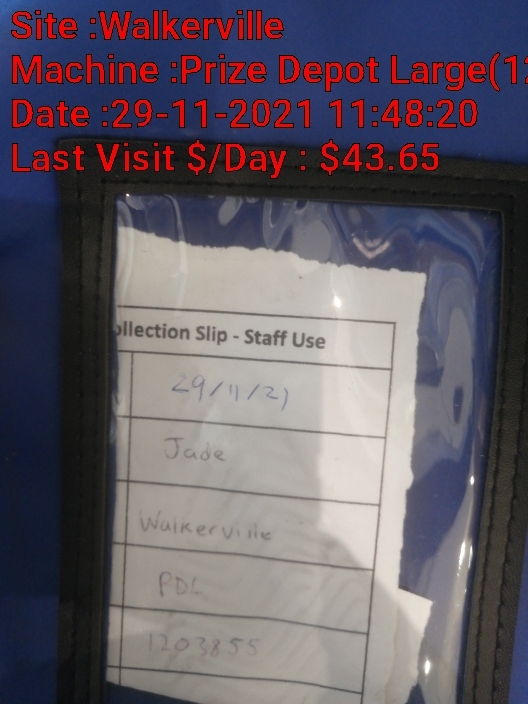 Site :Walkerville
Machine :Prize Depot Large(12
Date :29-11-2021 11:48:20
Last Visit $/Day : $43.65
ollection Slip - Staff Use
29/11/21
Jade
Walkerville
PDL
1203855